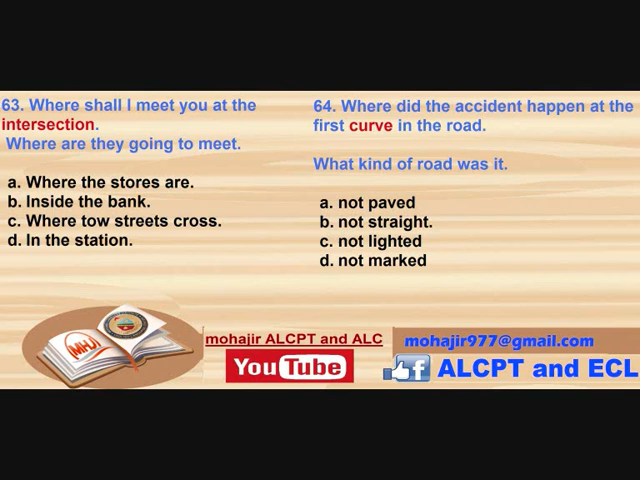 63. Where shall I meet you at the
intersection.
Where are they going to meet.
a. Where the stores are.
b. Inside the bank.
c. Where tow streets cross.
d. In the station.
64. Where did the accident happen at the
first curve in the road.
What kind of road was it.
a. not paved
b. not straight.
c. not lighted
d. not marked
MHJ
mohajir ALCPT and ALC
YouTube
mohajir977@gmail.com
f ALCPT and ECL